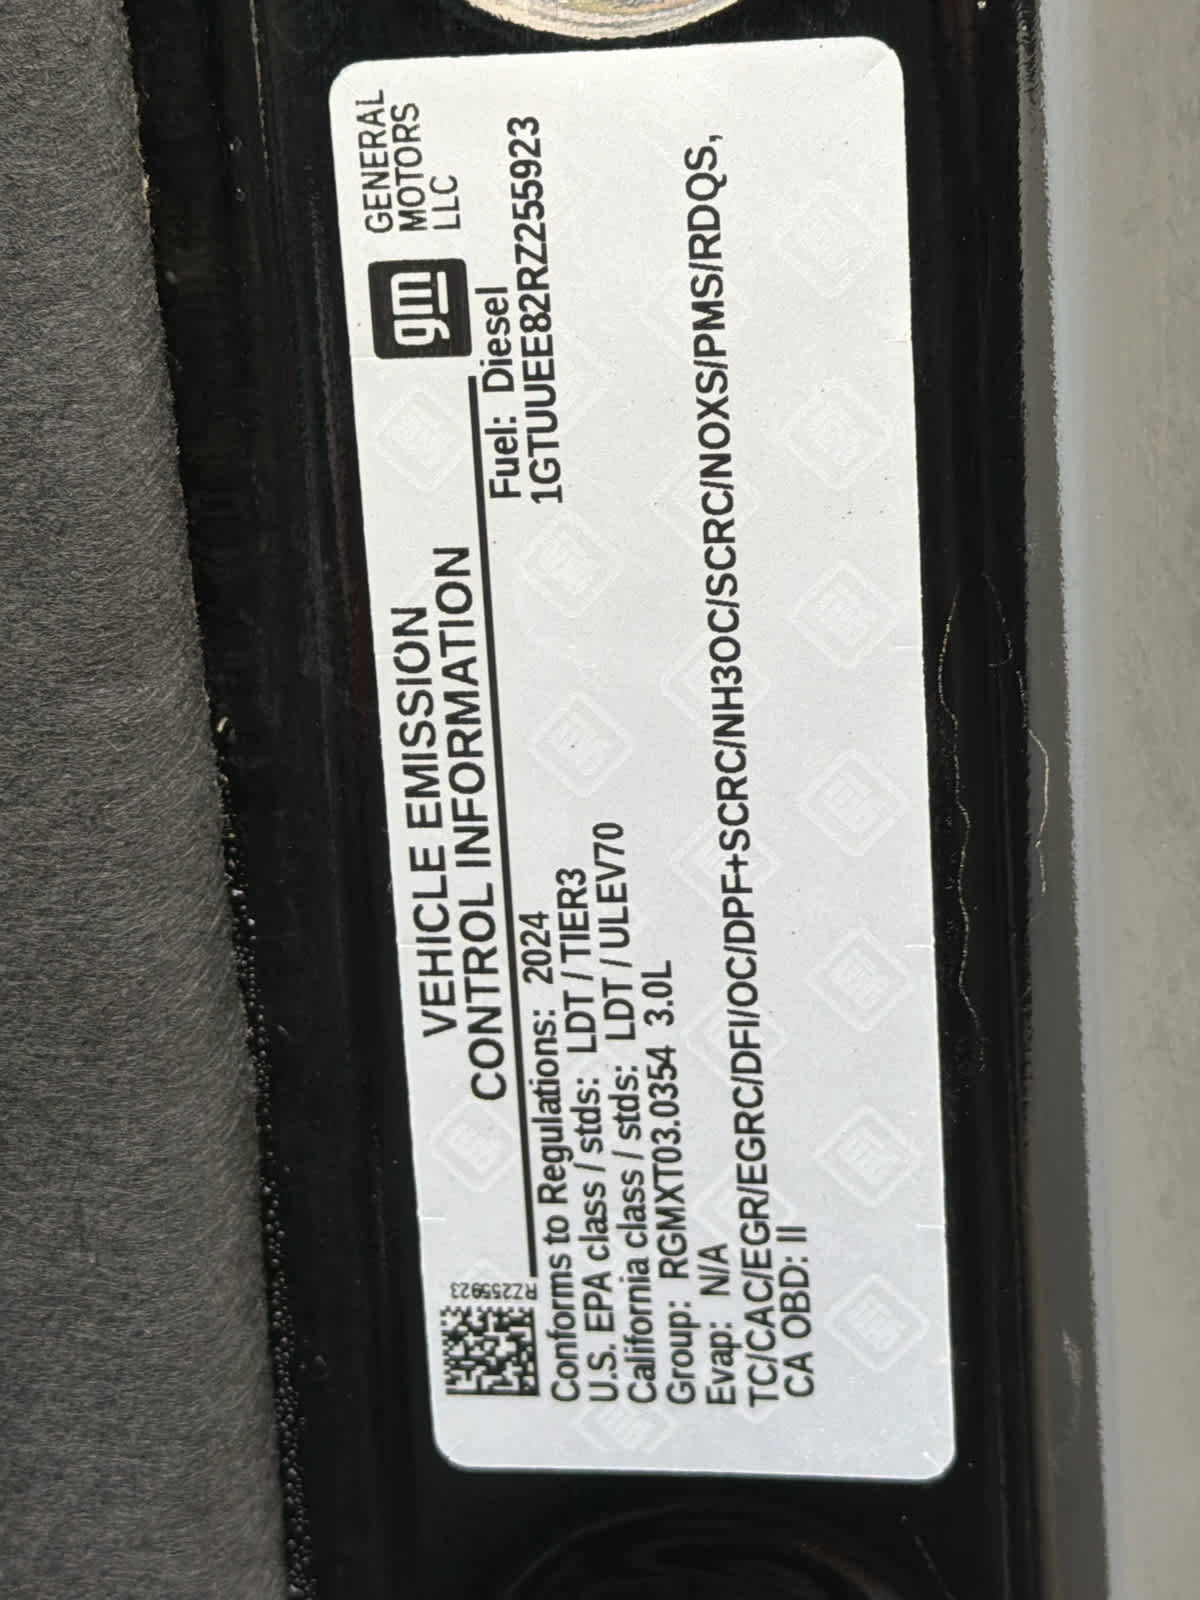 RZ255923
VEHICLE EMISSION
CONTROL INFORMATION
gm
GENERAL
MOTORS
LLC
Conforms to Regulations: 2024
Fuel: Diesel
U.S. EPA class / stds: LDT / TIER3
1GTUUEE82RZ255923
California class / stds: LDT / ULEV70
Group: RGMXT03.0354 3.0L
Evap: N/A
TC/CAC/EGR/EGRC/DFI/OC/DPF+SCRC/NH3OC/SCRC/NOXS/PMS/RDQS,
CA OBD: II